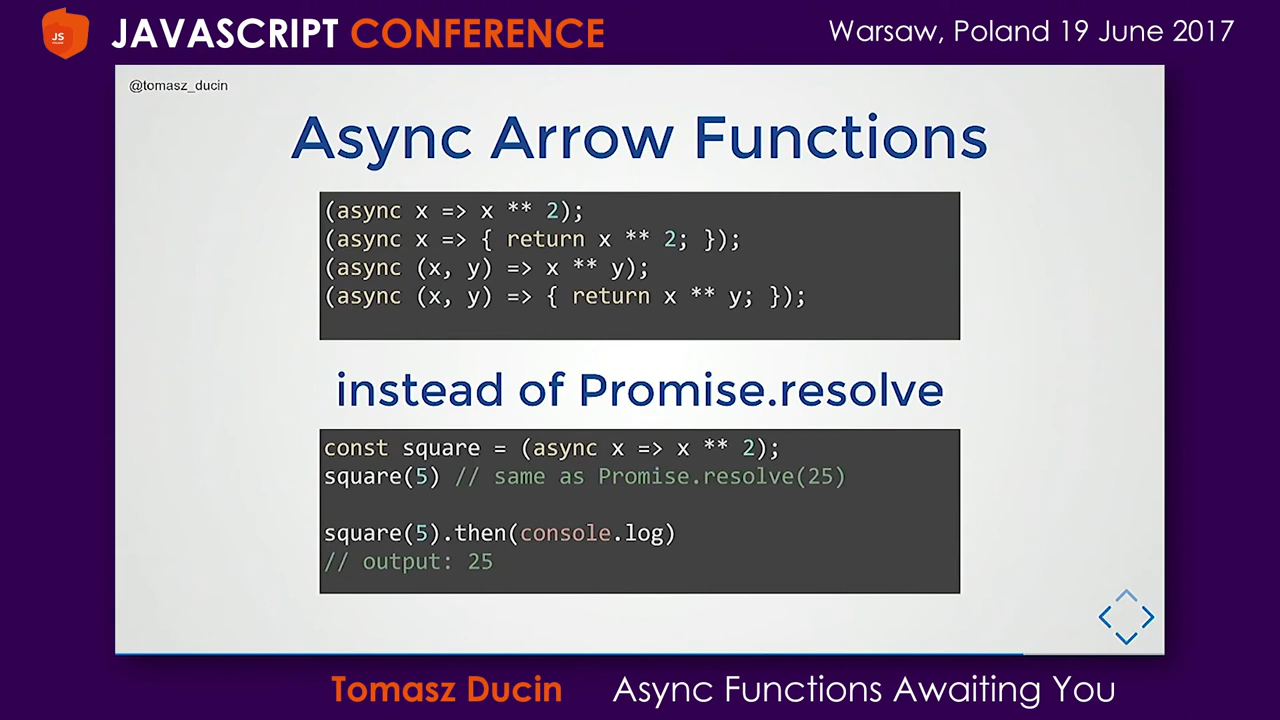 JS
JAVASCRIPT CONFERENCE
Warsaw, Poland 19 June 2017
@tomasz_ducin
Async Arrow Functions
(async x => x ** 2);
(async x => { return x ** 2; });
(async (x, y) => x ** y);
(async (x, y) => { return x ** y; });
instead of Promise.resolve
const square = (async x => x ** 2);
square(5) // same as Promise.resolve(25)
square(5).then(console.log)
// output: 25
Tomasz Ducin
Async Functions Awaiting You